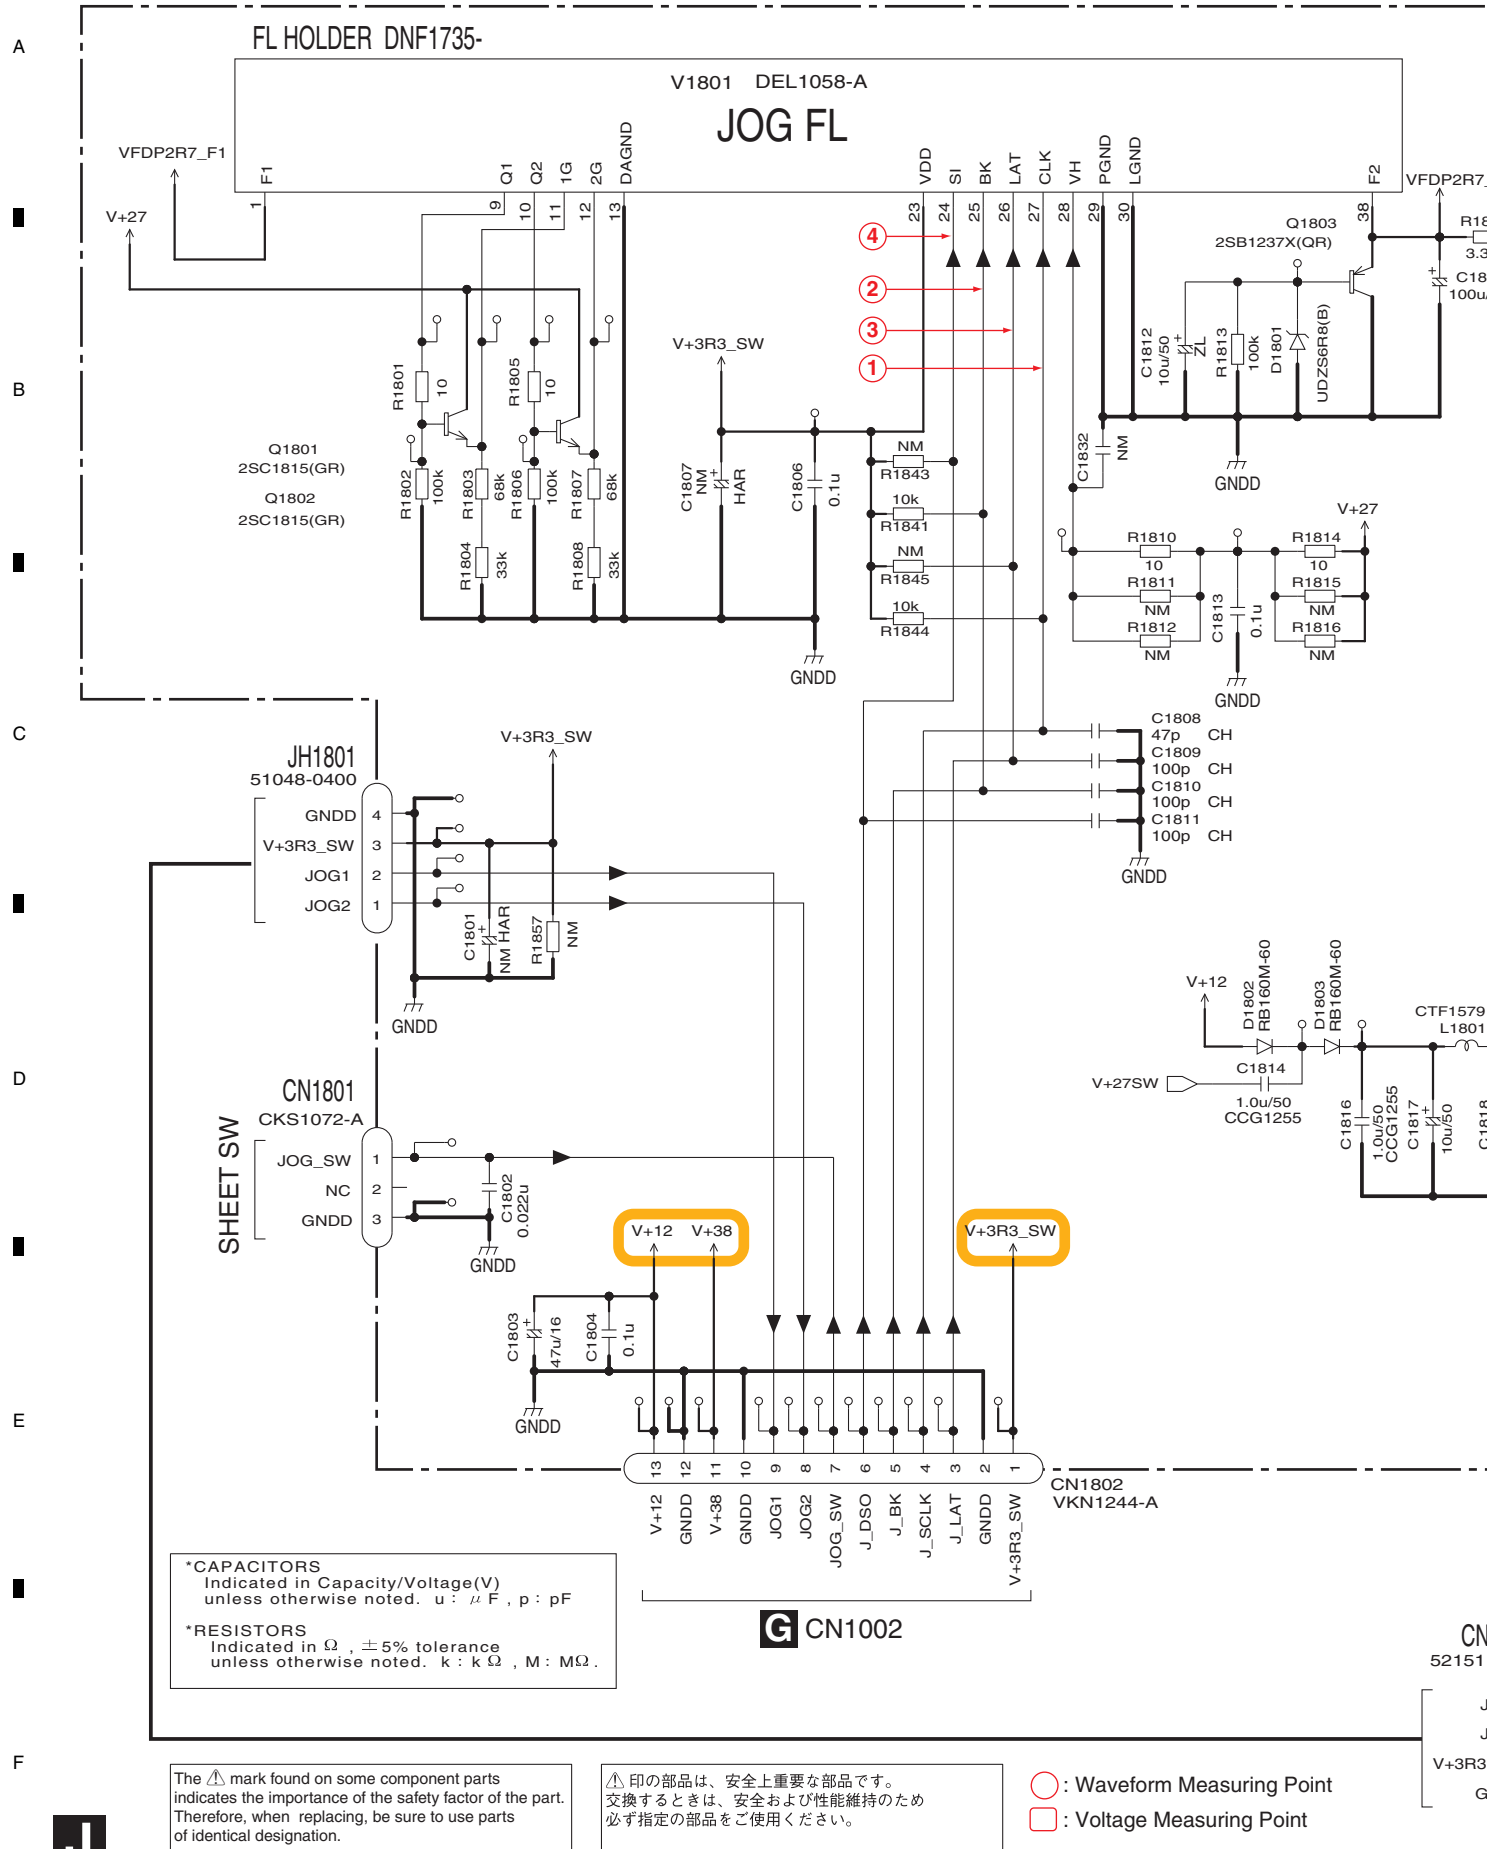 A
FL HOLDER DNF1735-
V1801 DEL1058-A
JOG FL
VFDP2R7_F1
F1
Q1
Q2
1G
2G
DAGND
VDD
SI
BK
LAT
CLK
VH
PGND
LGND
F2
VFDP2R7_
1
9
10
11
12
13
23
24
25
26
27
28
29
30
38
V+27
4
2
3
1
Q1803
2SB1237X(QR)
R18
3.3
C18
100u/
+
B
R1801
10
R1805
10
V+3R3_SW
C1812
10u/50
+
ZL
R1813
100k
D1801
UDZS6R8(B)
Q1801
2SC1815(GR)
Q1802
2SC1815(GR)
R1802
100k
R1803
68k
R1806
100k
R1807
68k
C1807
NM
+
HAR
C1806
0.1u
NM
R1843
10k
R1841
NM
R1845
10k
R1844
C1832
NM
GNDD
V+27
R1804
33k
R1808
33k
R1810
10
R1811
NM
R1812
NM
C1813
0.1u
R1814
10
R1815
NM
R1816
NM
GNDD
GNDD
C
JH1801
51048-0400
V+3R3_SW
C1808
47p CH
C1809
100p CH
C1810
100p CH
C1811
100p CH
GNDD
GNDD 4
V+3R3_SW 3
JOG1 2
JOG2 1
C1801
+
NM HAR
R1857
NM
GNDD
V+12
D1802
RB160M-60
D1803
RB160M-60
CTF1579
L1801
D
V+27SW
C1814
1.0u/50
CCG1255
C1816
1.0u/50
CCG1255
C1817
+
10u/50
C1818
CN1801
CKS1072-A
SHEET SW
JOG_SW 1
NC 2
GNDD 3
C1802
0.022u
GNDD
V+12 V+38
V+3R3_SW
C1803
+
47u/16
C1804
0.1u
GNDD
E
13
12
11
10
9
8
7
6
5
4
3
2
1
CN1802
VKN1244-A
V+12
GNDD
V+38
GNDD
JOG1
JOG2
JOG_SW
J_DSO
J_BK
J_SCLK
J_LAT
GNDD
V+3R3_SW
G CN1002
*CAPACITORS
Indicated in Capacity/Voltage(V)
unless otherwise noted. u : μ F , p : pF
*RESISTORS
Indicated in Ω , ±5% tolerance
unless otherwise noted. k : k Ω , M : MΩ .
CN
52151
J
J
V+3R3
G
F
The ⚠ mark found on some component parts
indicates the importance of the safety factor of the part.
Therefore, when replacing, be sure to use parts
of identical designation.
⚠ 印の部品は、安全上重要な部品です。
交換するときは、安全および性能維持のため
必ず指定の部品をご使用ください。
: Waveform Measuring Point
: Voltage Measuring Point
J